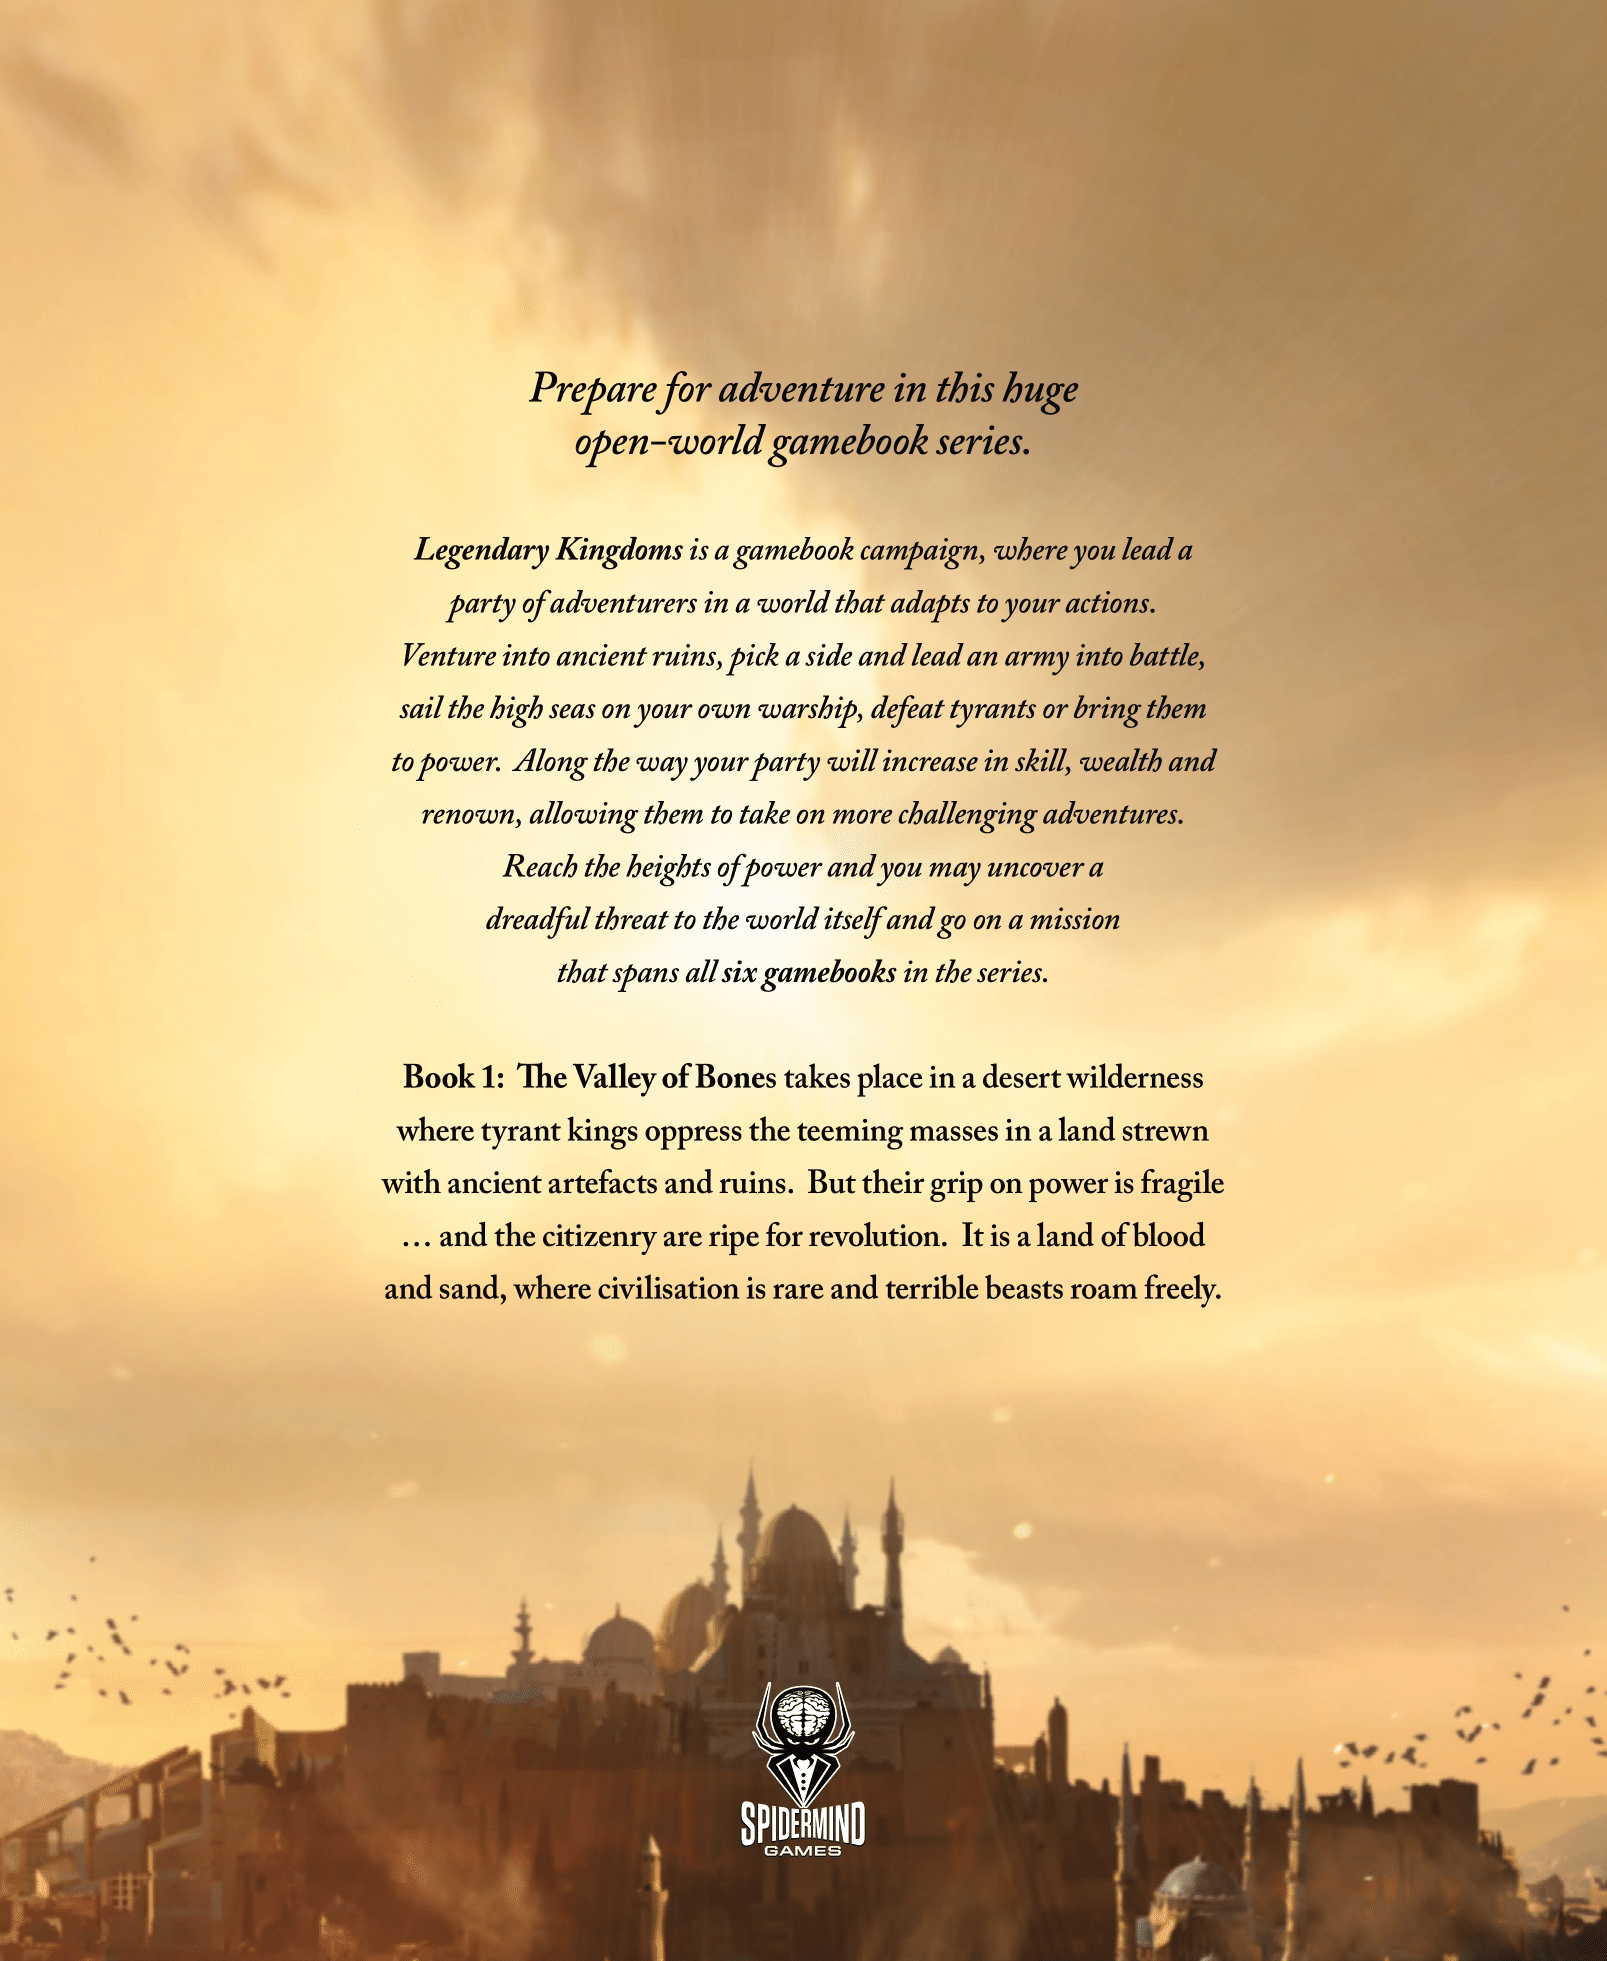 Prepare for adventure in this huge
open-world gamebook series.
Legendary Kingdoms is a gamebook campaign, where you lead a
party of adventurers in a world that adapts to your actions.
Venture into ancient ruins, pick a side and lead an army into battle,
sail the high seas on your own warship, defeat tyrants or bring them
to power.  Along the way your party will increase in skill, wealth and
renown, allowing them to take on more challenging adventures.
Reach the heights of power and you may uncover a
dreadful threat to the world itself and go on a mission
that spans all six gamebooks in the series.
Book 1:  The Valley of Bones takes place in a desert wilderness
where tyrant kings oppress the teeming masses in a land strewn
with ancient artefacts and ruins.  But their grip on power is fragile
… and the citizenry are ripe for revolution.  It is a land of blood
and sand, where civilisation is rare and terrible beasts roam freely.
SPIDERMIND
GAMES